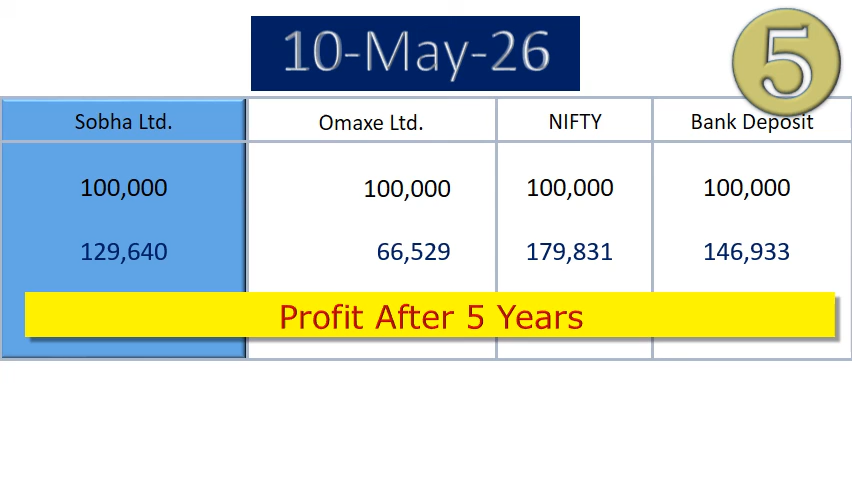 10-May-26
5
Sobha Ltd. Omaxe Ltd. NIFTY Bank Deposit
100,000 100,000 100,000 100,000
129,640 66,529 179,831 146,933
Profit After 5 Years